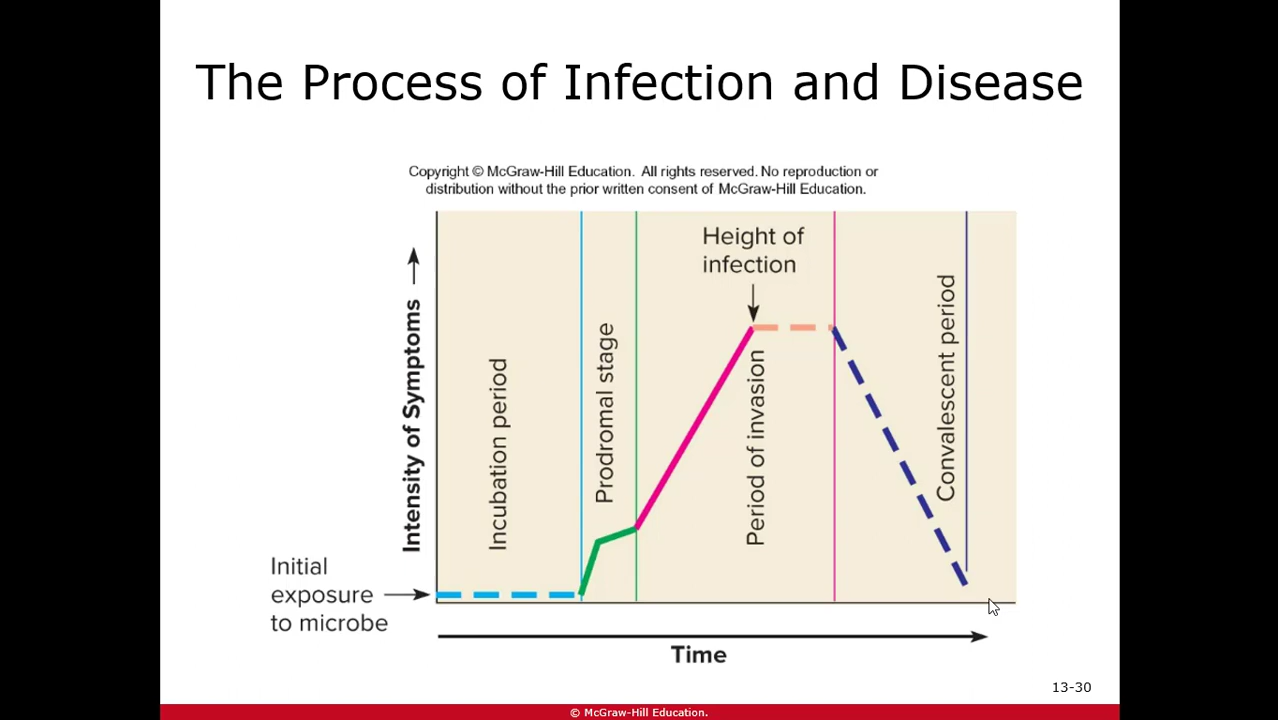 The Process of Infection and Disease
Copyright © McGraw-Hill Education. All rights reserved. No reproduction or
distribution without the prior written consent of McGraw-Hill Education.
Height of
infection
Intensity of Symptoms
Incubation period
Prodromal stage
Period of invasion
Convalescent period
Initial
exposure
to microbe
Time
13-30
© McGraw-Hill Education.